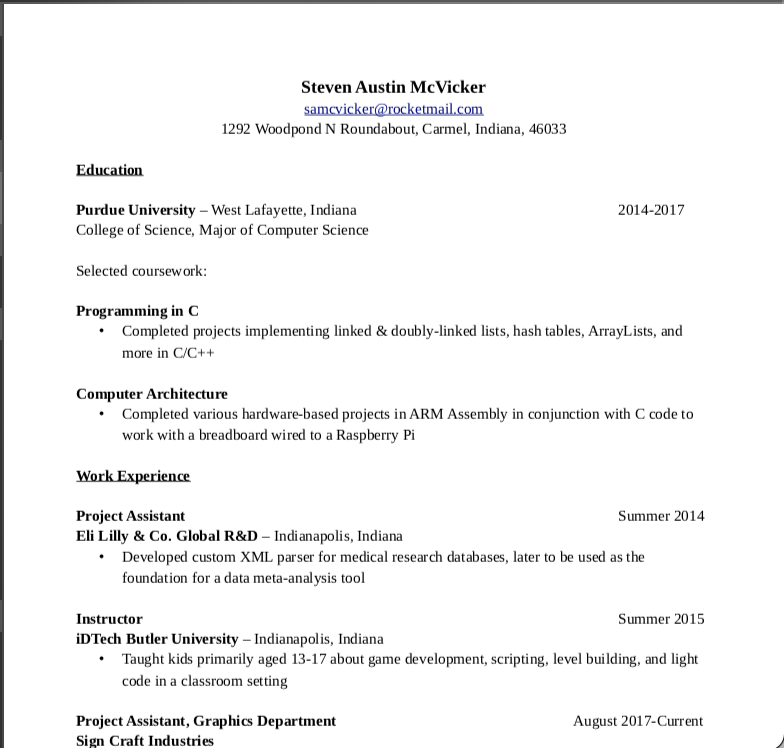 Steven Austin McVicker
samcvicker@rocketmail.com
1292 Woodpond N Roundabout, Carmel, Indiana, 46033
Education
Purdue University – West Lafayette, Indiana 2014-2017
College of Science, Major of Computer Science
Selected coursework:
Programming in C
• Completed projects implementing linked & doubly-linked lists, hash tables, ArrayLists, and
more in C/C++
Computer Architecture
• Completed various hardware-based projects in ARM Assembly in conjunction with C code to
work with a breadboard wired to a Raspberry Pi
Work Experience
Project Assistant Summer 2014
Eli Lilly & Co. Global R&D – Indianapolis, Indiana
• Developed custom XML parser for medical research databases, later to be used as the
foundation for a data meta-analysis tool
Instructor Summer 2015
iDTech Butler University – Indianapolis, Indiana
• Taught kids primarily aged 13-17 about game development, scripting, level building, and light
code in a classroom setting
Project Assistant, Graphics Department August 2017-Current
Sign Craft Industries